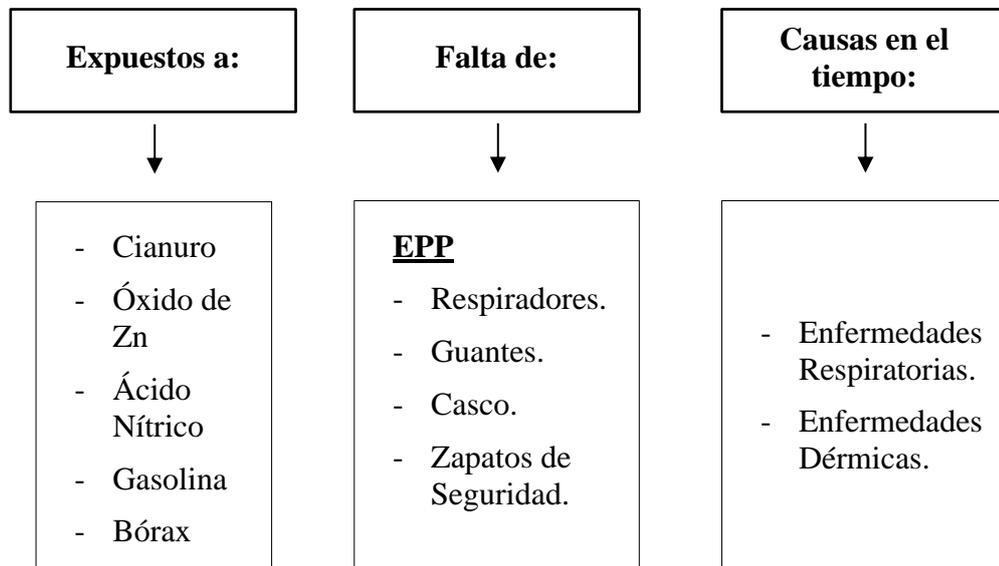 Expuestos a:
Falta de:
Causas en el
tiempo:
- Cianuro
- Óxido de
Zn
- Ácido
Nítrico
- Gasolina
- Bórax
EPP
- Respiradores.
- Guantes.
- Casco.
- Zapatos de
Seguridad.
- Enfermedades
Respiratorias.
- Enfermedades
Dérmicas.